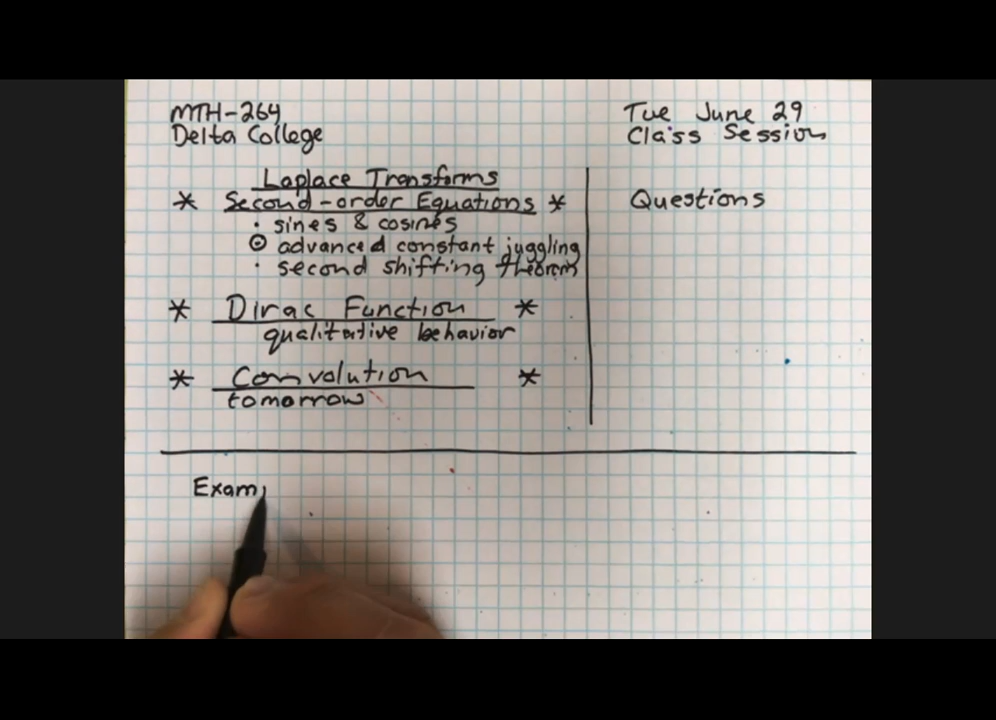 MTH-264
Delta College
Tue June 29
Class Session
Laplace Transforms
* Second-order Equations *
· sines & cosines
⊙ advanced constant juggling
· second shifting theorem
* Dirac Function *
qualitative behavior
* Convolution *
tomorrow
Questions
Exam